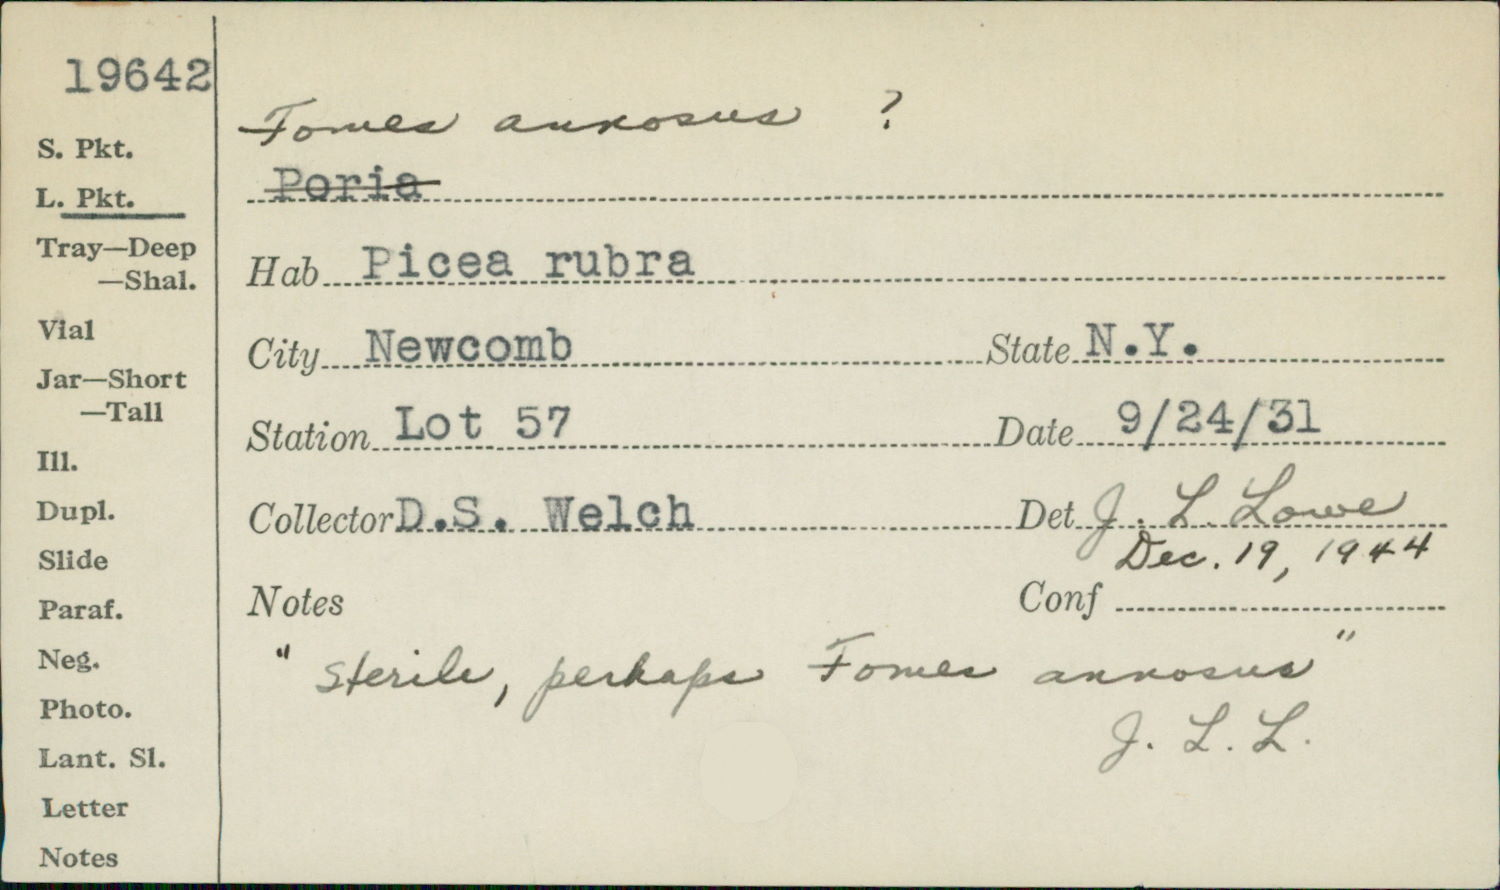 19642
S. Pkt.
L. Pkt.
Tray—Deep
—Shal.
Vial
Jar—Short
—Tall
Ill.
Dupl.
Slide
Paraf.
Neg.
Photo.
Lant. Sl.
Letter
Notes
Fomes annosus ?
Poria
Hab Picea rubra
City Newcomb State N.Y.
Station Lot 57 Date 9/24/31
Collector D.S. Welch Det J. L. Lowe
Dec. 19, 1944
Notes Conf
" sterile, perhaps Fomes annosus "
J. L. L.